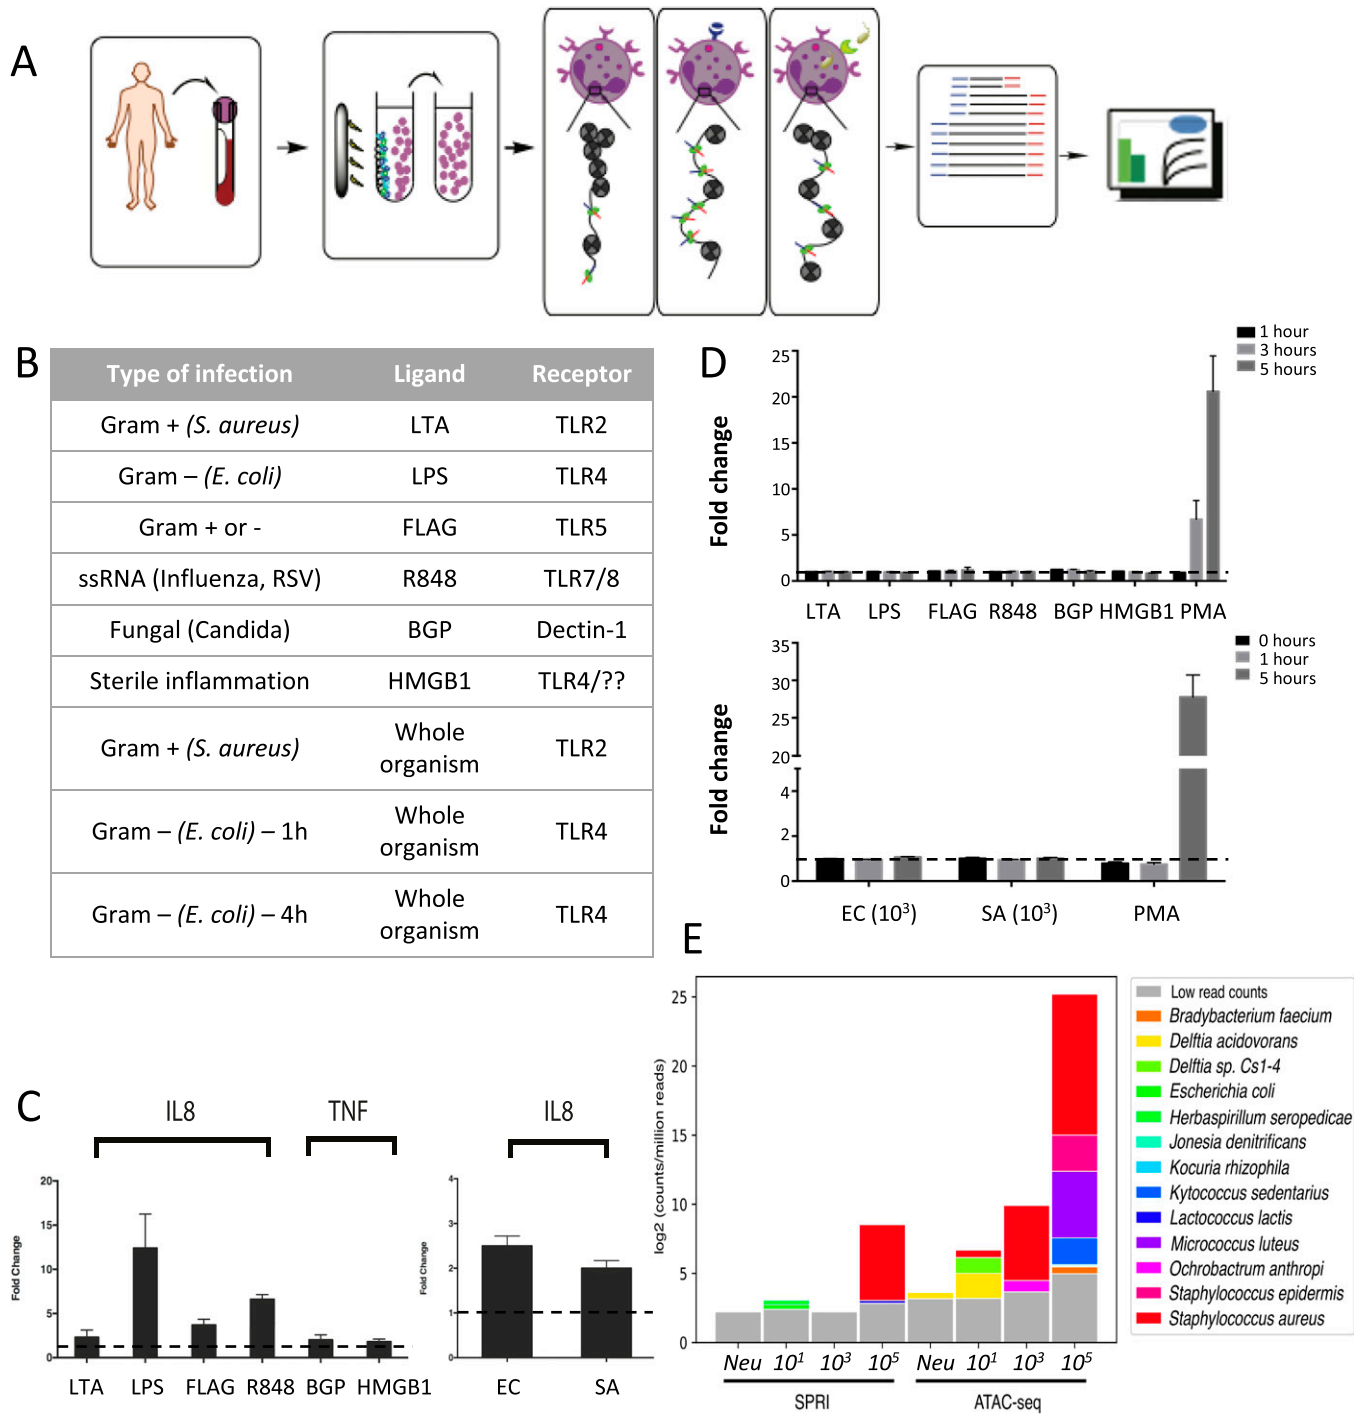 A
B
Type of infection Ligand Receptor
Gram + (S. aureus) LTA TLR2
Gram – (E. coli) LPS TLR4
Gram + or - FLAG TLR5
ssRNA (Influenza, RSV) R848 TLR7/8
Fungal (Candida) BGP Dectin-1
Sterile inflammation HMGB1 TLR4/??
Gram + (S. aureus) Whole organism TLR2
Gram – (E. coli) – 1h Whole organism TLR4
Gram – (E. coli) – 4h Whole organism TLR4
C
IL8 TNF
Fold Change
20
15
10
5
0
LTA LPS FLAG R848 BGP HMGB1
IL8
Fold Change
4
3
2
1
0
EC SA
D
1 hour
3 hours
5 hours
Fold change
25
20
15
10
5
0
LTA LPS FLAG R848 BGP HMGB1 PMA
0 hours
1 hour
5 hours
Fold change
35
30
25
20
4
2
0
EC (10³) SA (10³) PMA
E
log2 (counts/million reads)
25
20
15
10
5
0
Neu 10¹ 10³ 10⁵ Neu 10¹ 10³ 10⁵
SPRI ATAC-seq
Low read counts
Bradybacterium faecium
Delftia acidovorans
Delftia sp. Cs1-4
Escherichia coli
Herbaspirillum seropedicae
Jonesia denitrificans
Kocuria rhizophila
Kytococcus sedentarius
Lactococcus lactis
Micrococcus luteus
Ochrobactrum anthropi
Staphylococcus epidermis
Staphylococcus aureus